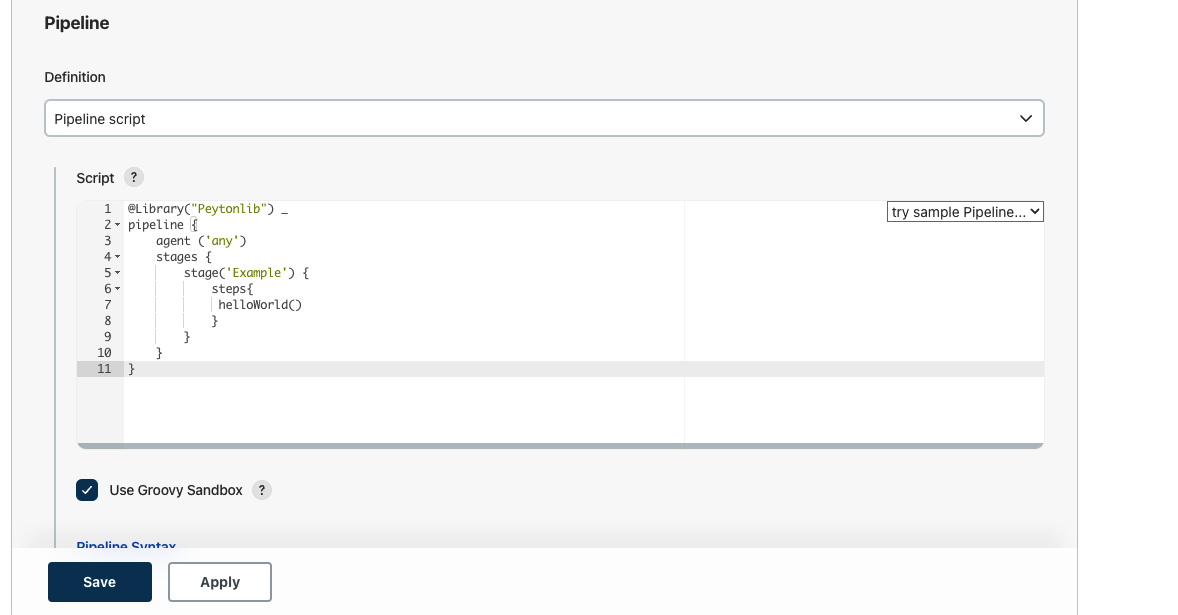 Pipeline
Definition
Pipeline script
Script ?
try sample Pipeline...
1 @Library("Peytonlib") _
2 pipeline {
3 agent ('any')
4 stages {
5 stage('Example') {
6 steps{
7 helloWorld()
8 }
9 }
10 }
11 }
Use Groovy Sandbox ?
Pipeline Syntax
Save Apply